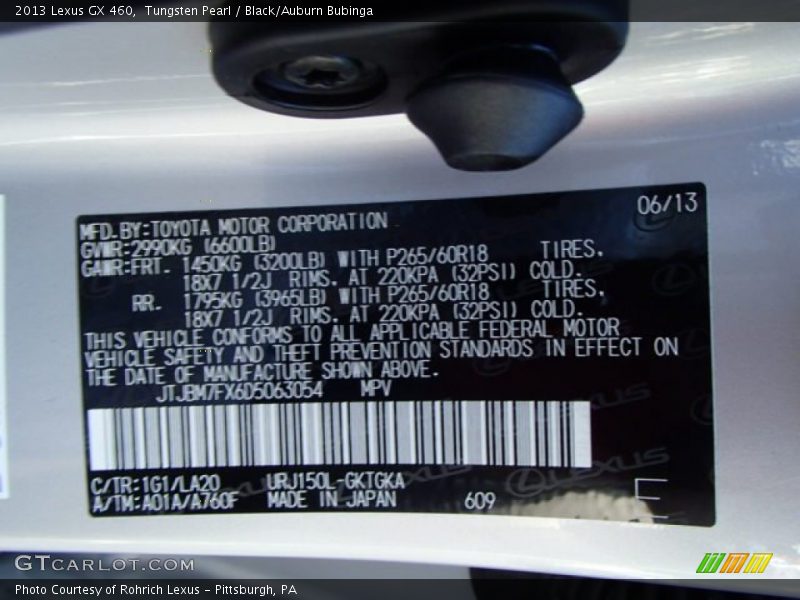 2013 Lexus GX 460, Tungsten Pearl / Black/Auburn Bubinga
06/13
MFD.BY:TOYOTA MOTOR CORPORATION
GVWR:2990KG (6600LB)
GAWR:FRT. 1450KG (3200LB) WITH P265/60R18 TIRES,
18X7 1/2J RIMS. AT 220KPA (32PSI) COLD.
RR. 1795KG (3965LB) WITH P265/60R18 TIRES,
18X7 1/2J RIMS. AT 220KPA (32PSI) COLD.
THIS VEHICLE CONFORMS TO ALL APPLICABLE FEDERAL MOTOR
VEHICLE SAFETY AND THEFT PREVENTION STANDARDS IN EFFECT ON
THE DATE OF MANUFACTURE SHOWN ABOVE.
JTJBM7FX6D5063054 MPV
C/TR:1G1/LA20 URJ150L-GKTGKA
A/TM:A01A/A760F MADE IN JAPAN 609 E
LEXUS
GTCARLOT.COM
Photo Courtesy of Rohrich Lexus - Pittsburgh, PA